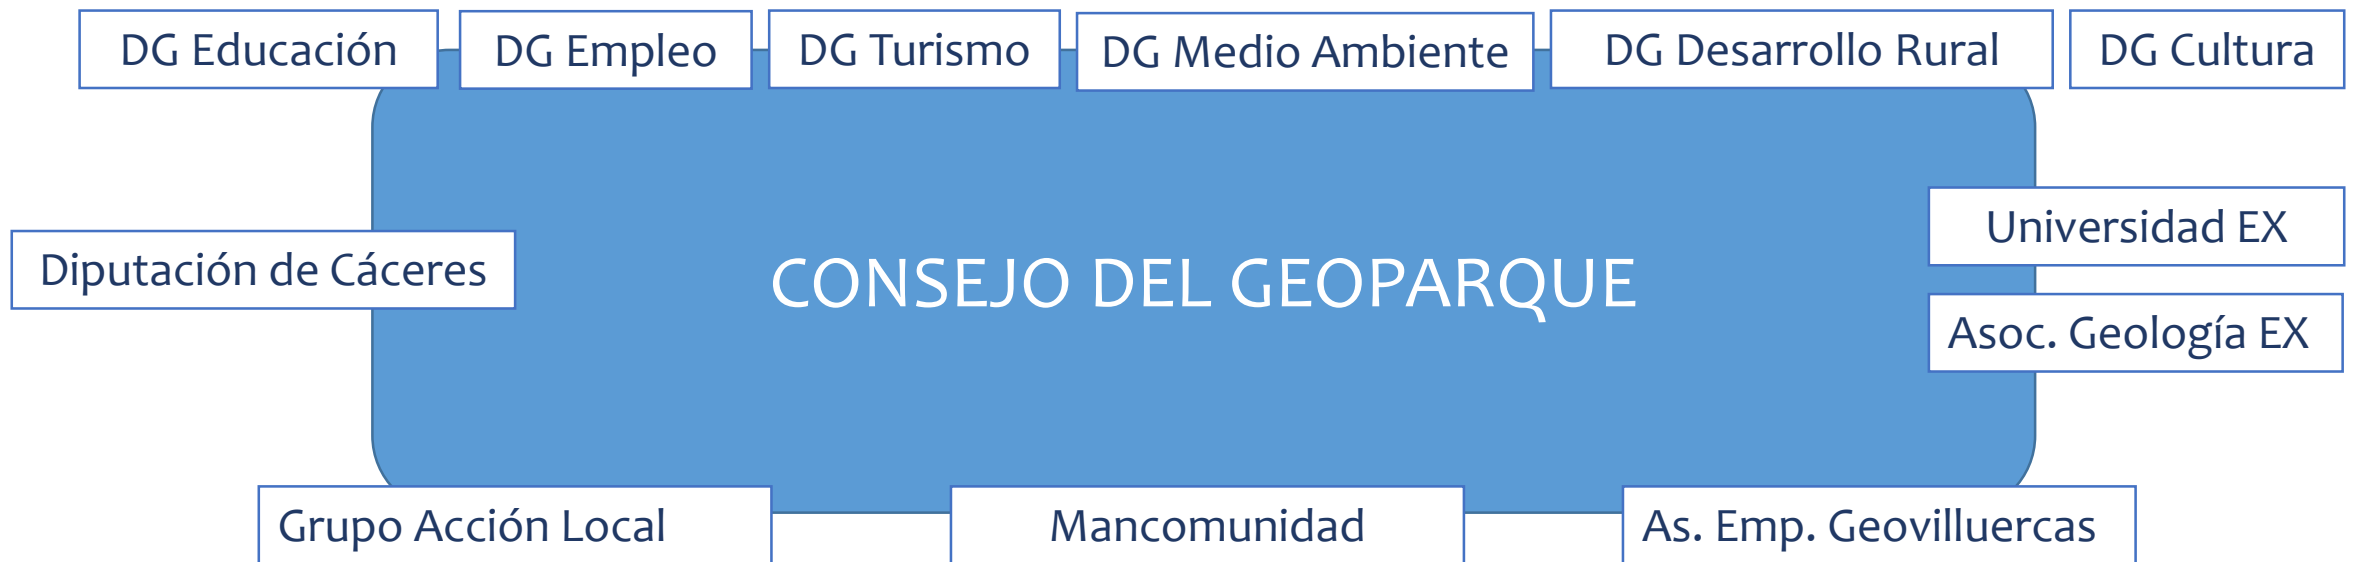 DG Educación
DG Empleo
DG Turismo
DG Medio Ambiente
DG Desarrollo Rural
DG Cultura
Universidad EX
Diputación de Cáceres
CONSEJO DEL GEOPARQUE
Asoc. Geología EX
Grupo Acción Local
Mancomunidad
As. Emp. Geovilluercas